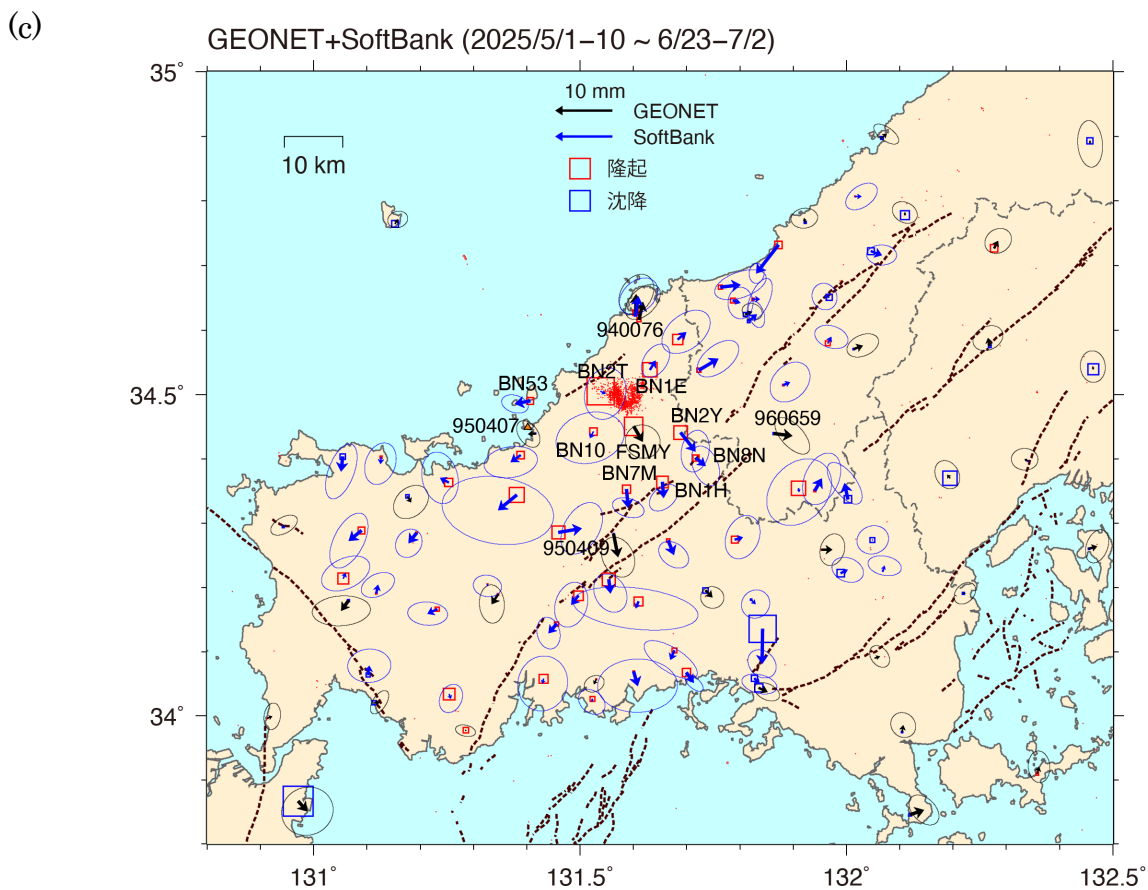 (c)
GEONET+SoftBank (2025/5/1−10 ~ 6/23−7/2)
35°
10 mm
GEONET
SoftBank
10 km
隆起
沈降
940076
34.5°
BN2T
BN53
BN1E
950407
BN2Y
960659
BN10
FSMY
BN8N
BN7M
BN1H
950409
34°
131°
131.5°
132°
132.5°